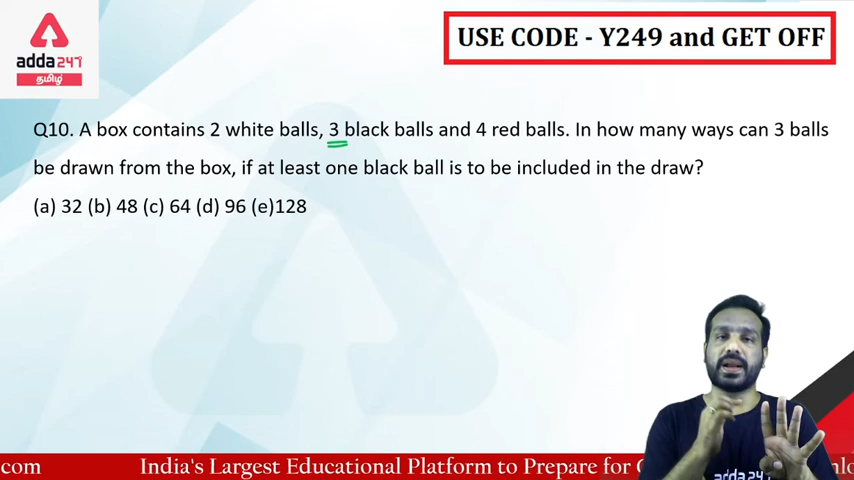 adda247
தமிழ்
USE CODE - Y249 and GET OFF
Q10. A box contains 2 white balls, 3 black balls and 4 red balls. In how many ways can 3 balls
be drawn from the box, if at least one black ball is to be included in the draw?
(a) 32 (b) 48 (c) 64 (d) 96 (e)128
adda247
.com India's Largest Educational Platform to Prepare for